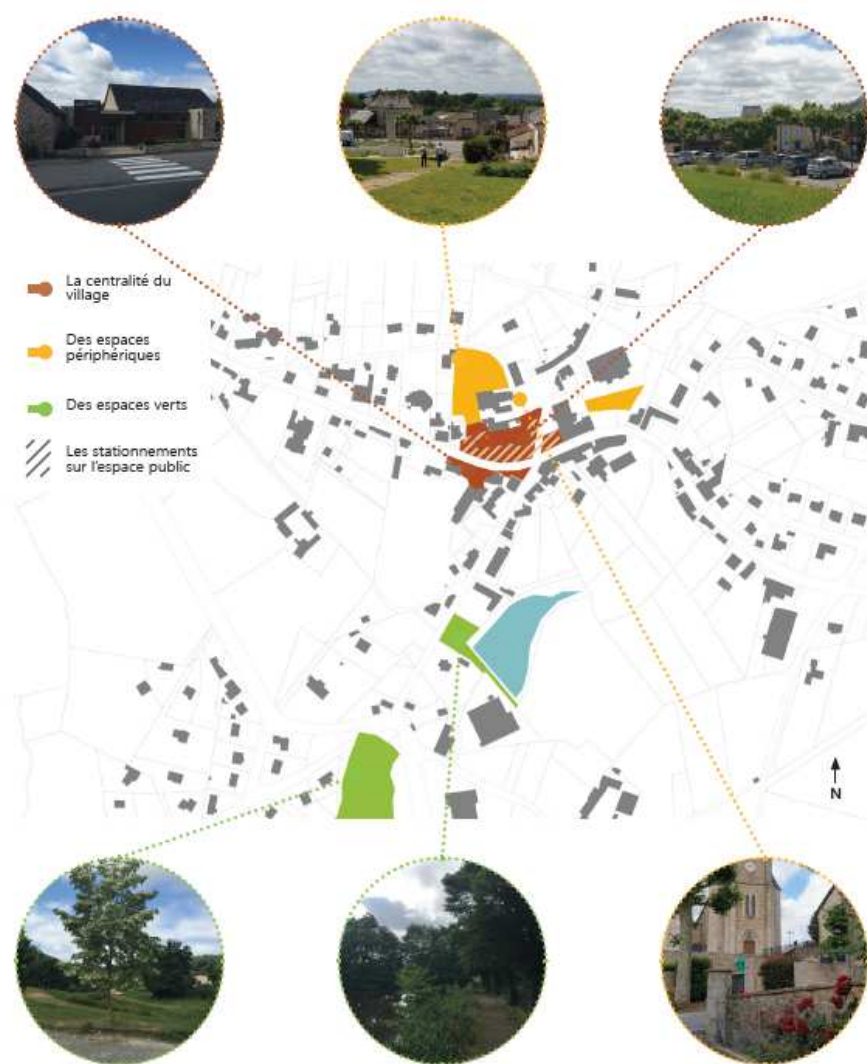 La centralité du
village
Des espaces
périphériques
Des espaces verts
Les stationnements
sur l'espace public
N